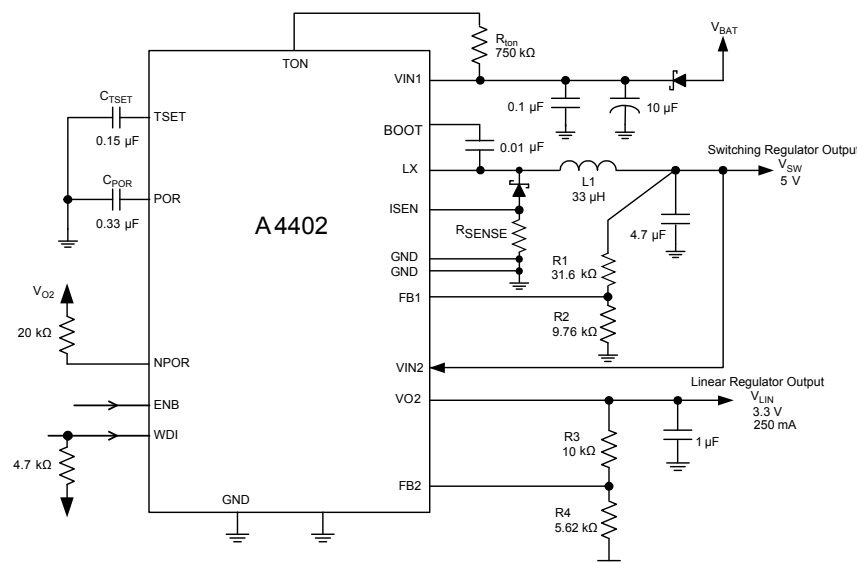 R_ton
750 kΩ
V_BAT
TON
VIN1
0.1 µF
10 µF
C_TSET
TSET
0.15 µF
BOOT
0.01 µF
Switching Regulator Output
V_SW
5 V
LX
L1
33 µH
C_POR
POR
0.33 µF
A4402
ISEN
R_SENSE
4.7 µF
GND
GND
R1
31.6 kΩ
FB1
V_O2
R2
9.76 kΩ
20 kΩ
NPOR
VIN2
Linear Regulator Output
V_LIN
3.3 V
250 mA
VO2
ENB
WDI
R3
10 kΩ
1 µF
4.7 kΩ
FB2
GND
R4
5.62 kΩ